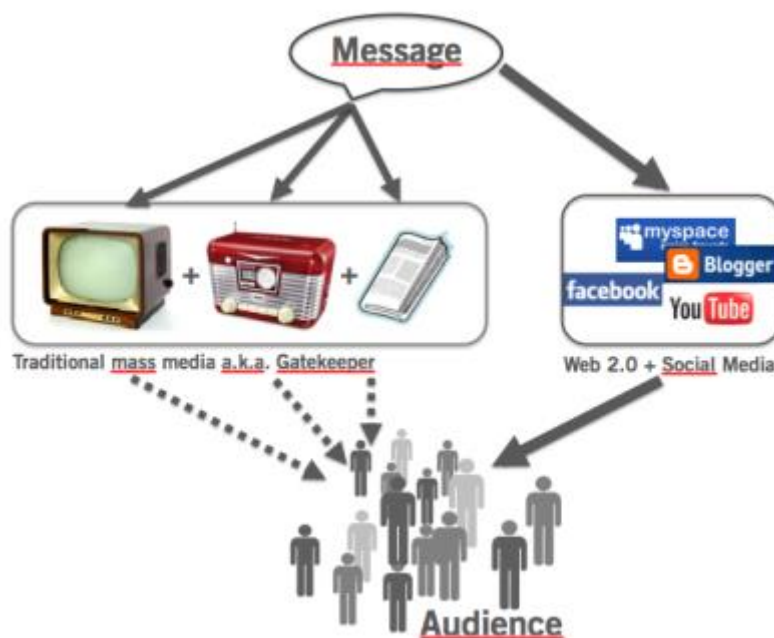 Message
+
+
myspace
Blogger
facebook
YouTube
Traditional mass media a.k.a. Gatekeeper
Web 2.0 + Social Media
Audience